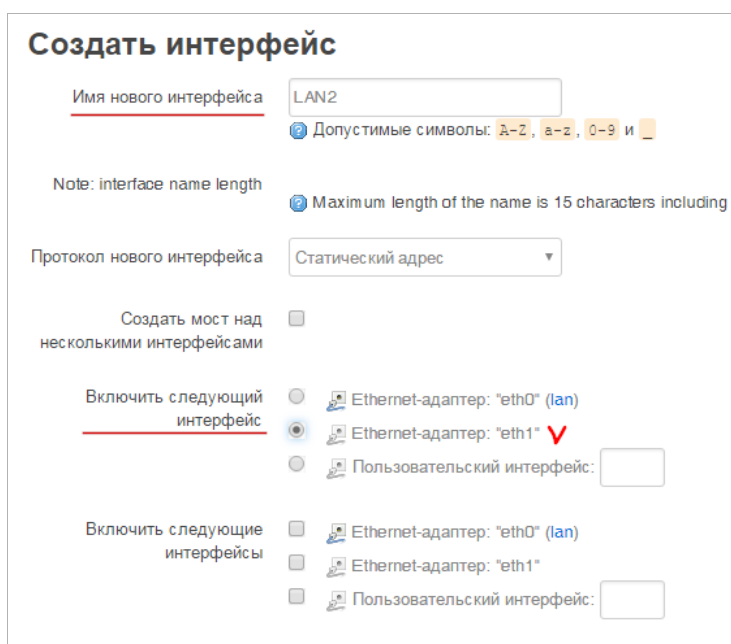 Создать интерфейс
Имя нового интерфейса
LAN2
Допустимые символы: A-Z, a-z, 0-9 и _
Note: interface name length
Maximum length of the name is 15 characters including
Протокол нового интерфейса
Статический адрес
Создать мост над
несколькими интерфейсами
Включить следующий
интерфейс
Ethernet-адаптер: "eth0" (lan)
Ethernet-адаптер: "eth1"
Пользовательский интерфейс:
Включить следующие
интерфейсы
Ethernet-адаптер: "eth0" (lan)
Ethernet-адаптер: "eth1"
Пользовательский интерфейс: